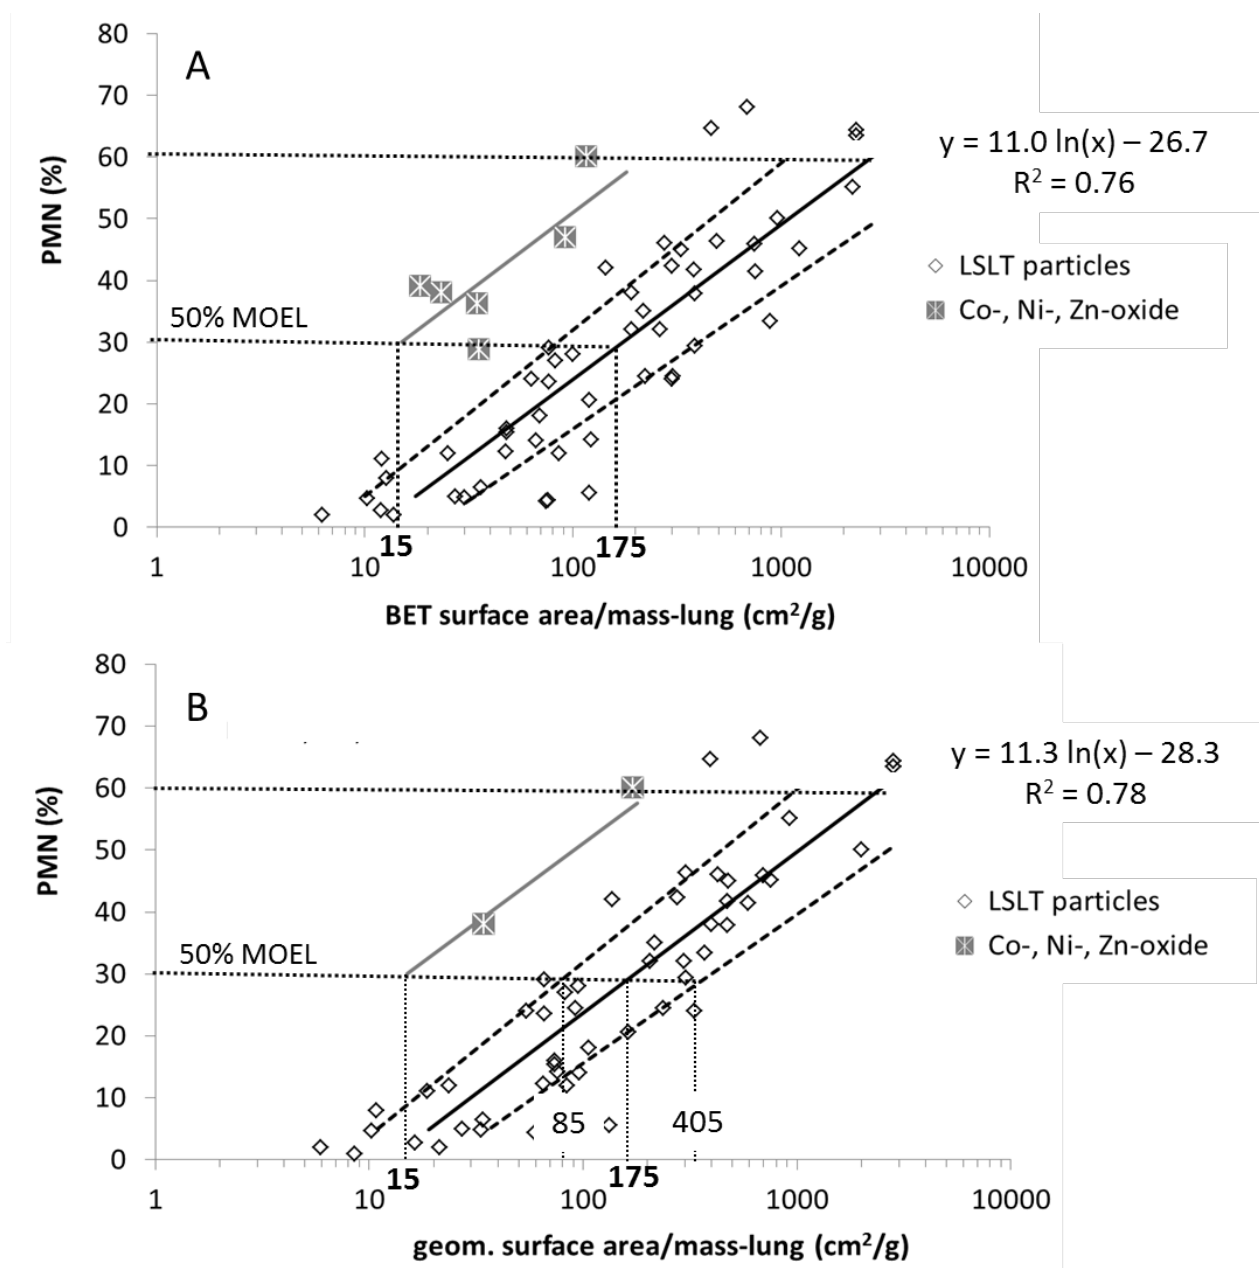 A
80
70
60
50
40
30
20
10
0
PMN (%)
50% MOEL
15
175
1
10
100
1000
10000
BET surface area/mass-lung (cm²/g)
y = 11.0 ln(x) – 26.7
R² = 0.76
LSLT particles
Co-, Ni-, Zn-oxide
B
80
70
60
50
40
30
20
10
0
PMN (%)
50% MOEL
85
405
15
175
1
10
100
1000
10000
geom. surface area/mass-lung (cm²/g)
y = 11.3 ln(x) – 28.3
R² = 0.78
LSLT particles
Co-, Ni-, Zn-oxide